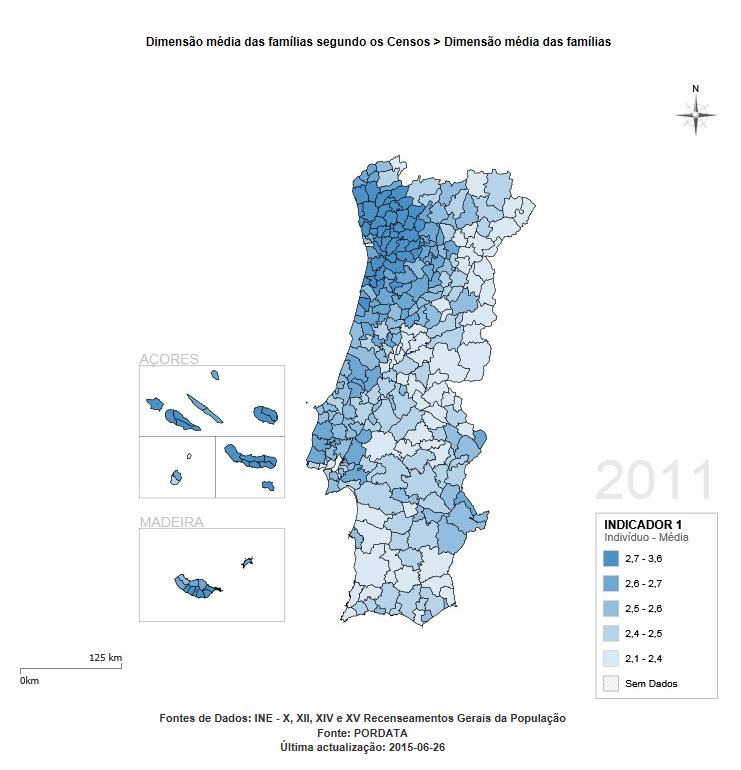 Dimensão média das famílias segundo os Censos > Dimensão média das famílias
N
AÇORES
MADEIRA
2011
INDICADOR 1
Indivíduo - Média
2,7 - 3,6
2,6 - 2,7
2,5 - 2,6
2,4 - 2,5
2,1 - 2,4
Sem Dados
125 km
0km
Fontes de Dados: INE - X, XII, XIV e XV Recenseamentos Gerais da População
Fonte: PORDATA
Última actualização: 2015-06-26